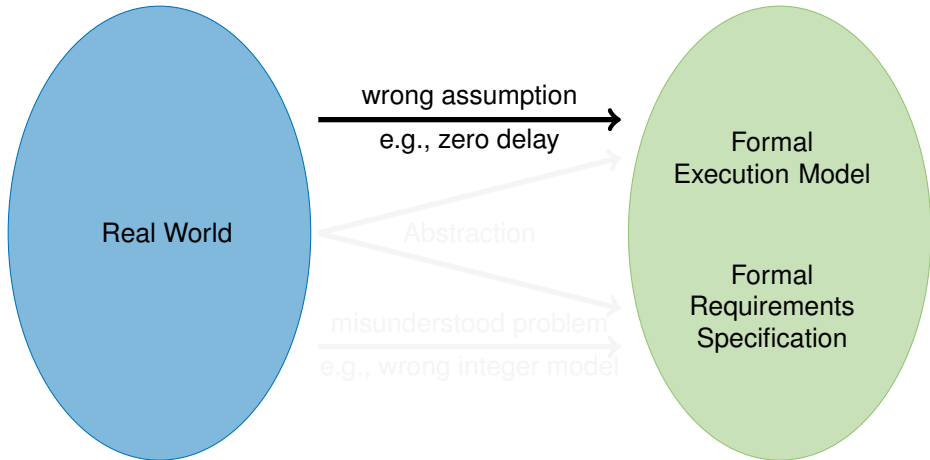 wrong assumption
e.g., zero delay
Formal
Execution Model
Real World
Abstraction
Formal
Requirements
Specification
misunderstood problem
e.g., wrong integer model